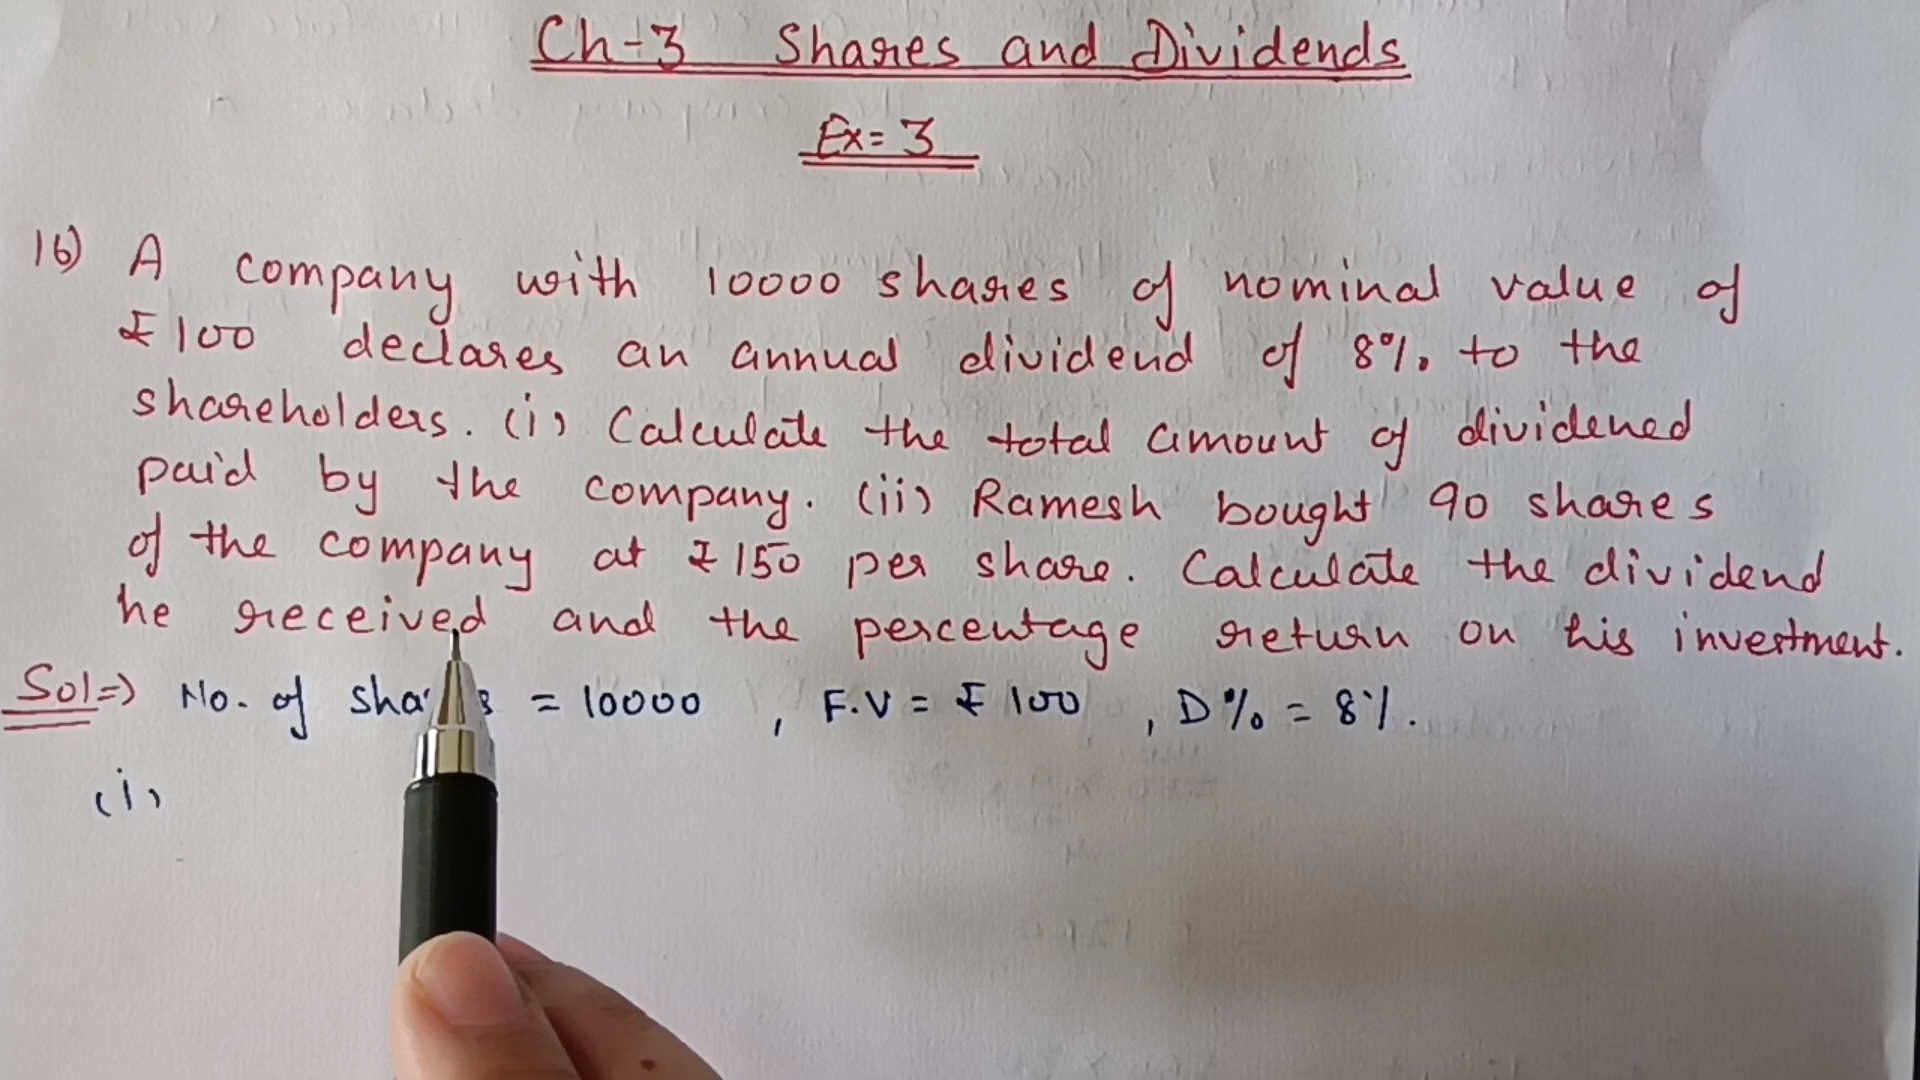 Ch-3 Shares and Dividends
Ex=3
16) A company with 10000 shares of nominal value of
₹100 declares an annual dividend of 8% to the
shareholders. (i) Calculate the total amount of dividened
paid by the company. (ii) Ramesh bought 90 shares
of the company at ₹150 per share. Calculate the dividend
he received and the percentage return on his investment.
Sol=) No. of shares = 10000 , F.V = ₹100 , D% = 8%.
(i)